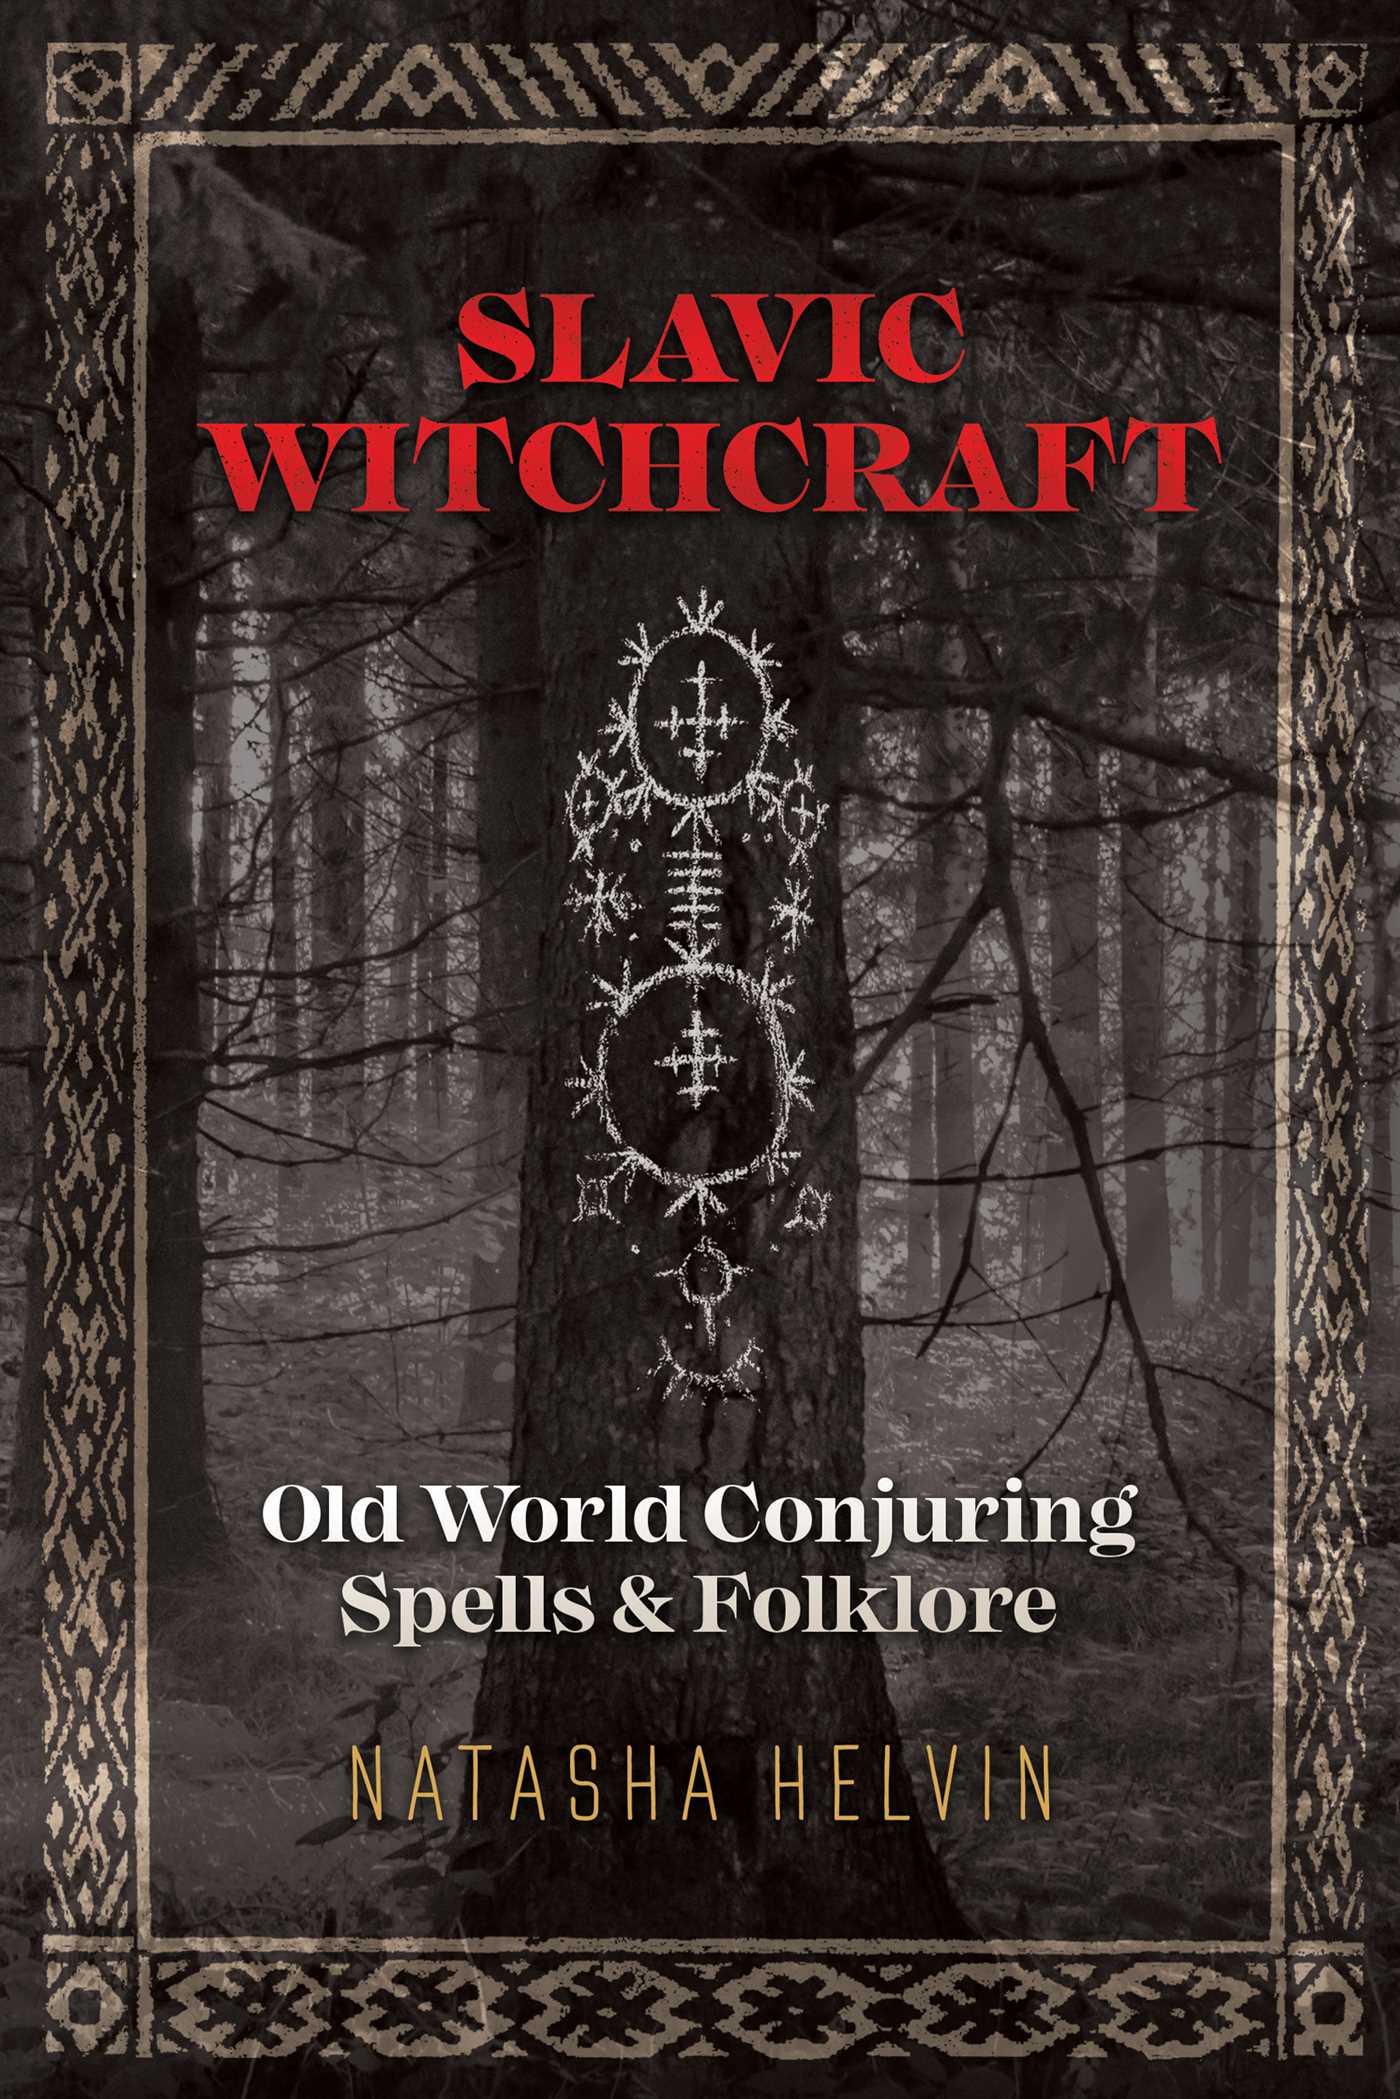 SLAVIC
WITCHCRAFT
Old World Conjuring
Spells & Folklore
NATASHA HELVIN